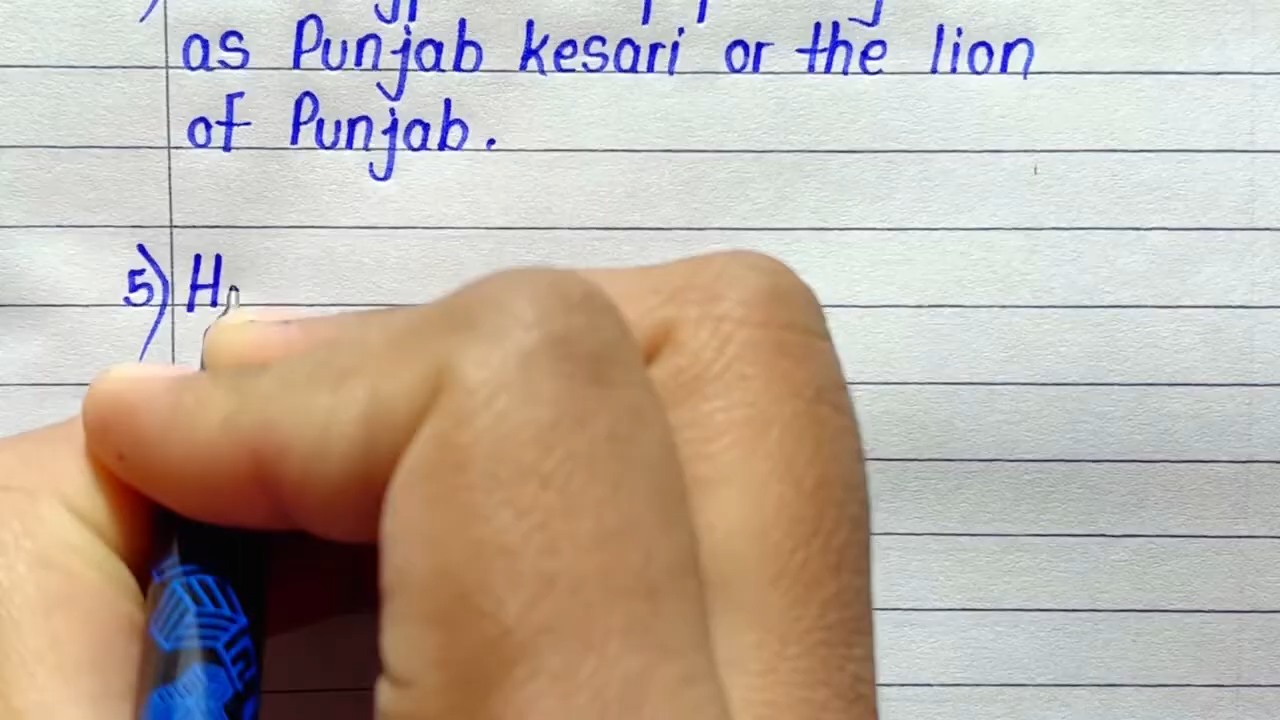 as Punjab kesari or the lion
of Punjab.
5) H